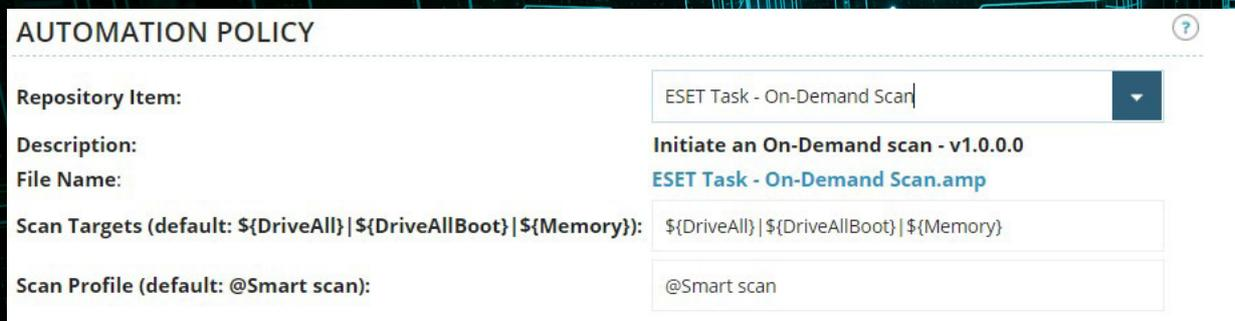 AUTOMATION POLICY ?
Repository Item: ESET Task - On-Demand Scan
Description: Initiate an On-Demand scan - v1.0.0.0
File Name: ESET Task - On-Demand Scan.amp
Scan Targets (default: ${DriveAll}|${DriveAllBoot}|${Memory}): ${DriveAll}|${DriveAllBoot}|${Memory}
Scan Profile (default: @Smart scan): @Smart scan